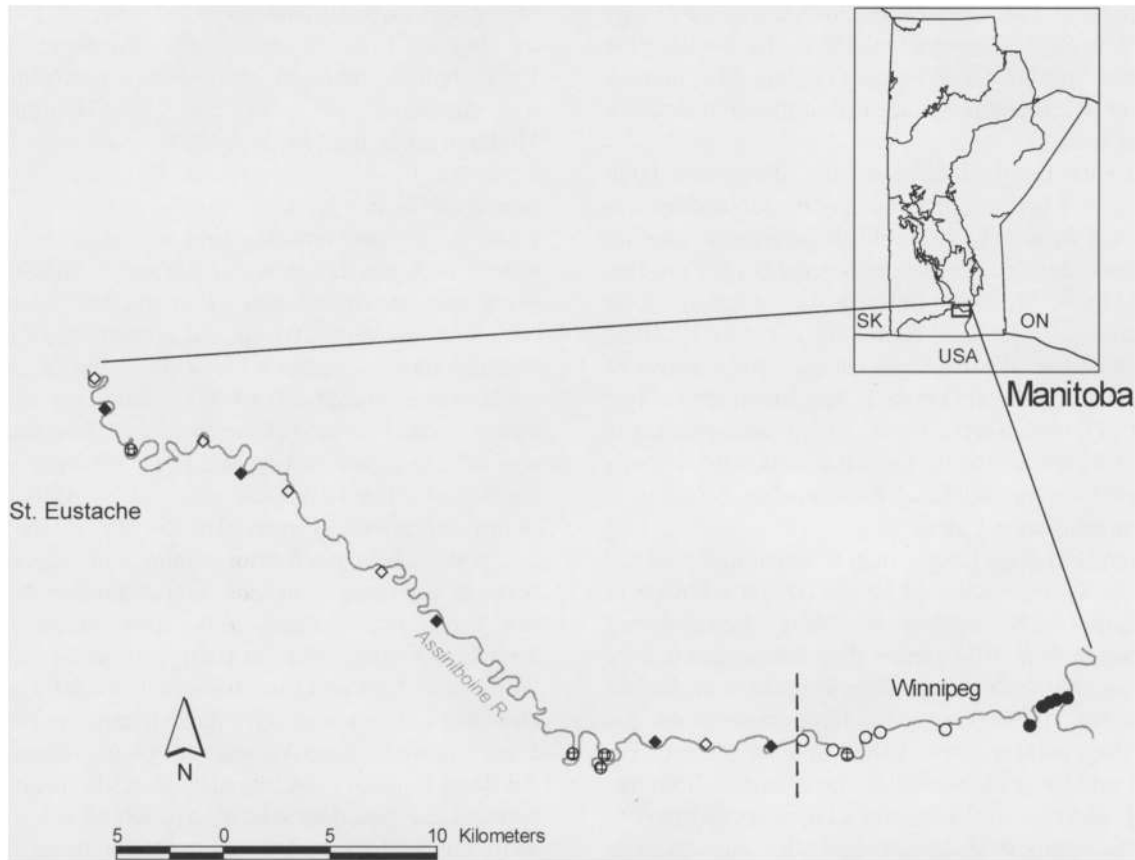 SK
ON
USA
Manitoba
St. Eustache
Assiniboine R.
Winnipeg
N
5 0 5 10 Kilometers